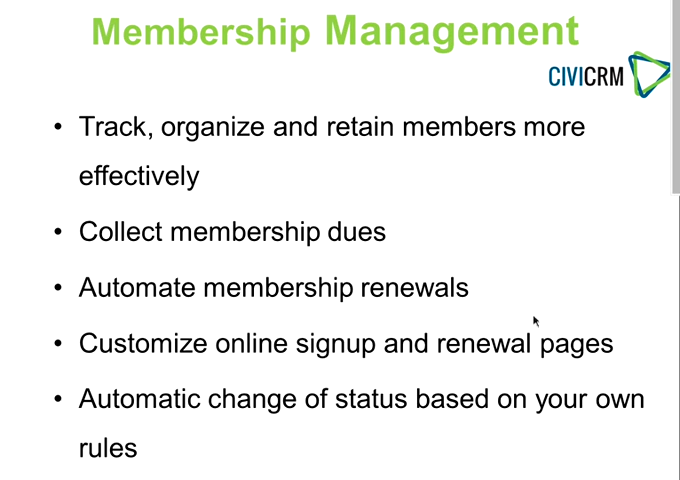 Membership Management
CIVICRM
• Track, organize and retain members more
effectively
• Collect membership dues
• Automate membership renewals
• Customize online signup and renewal pages
• Automatic change of status based on your own
rules